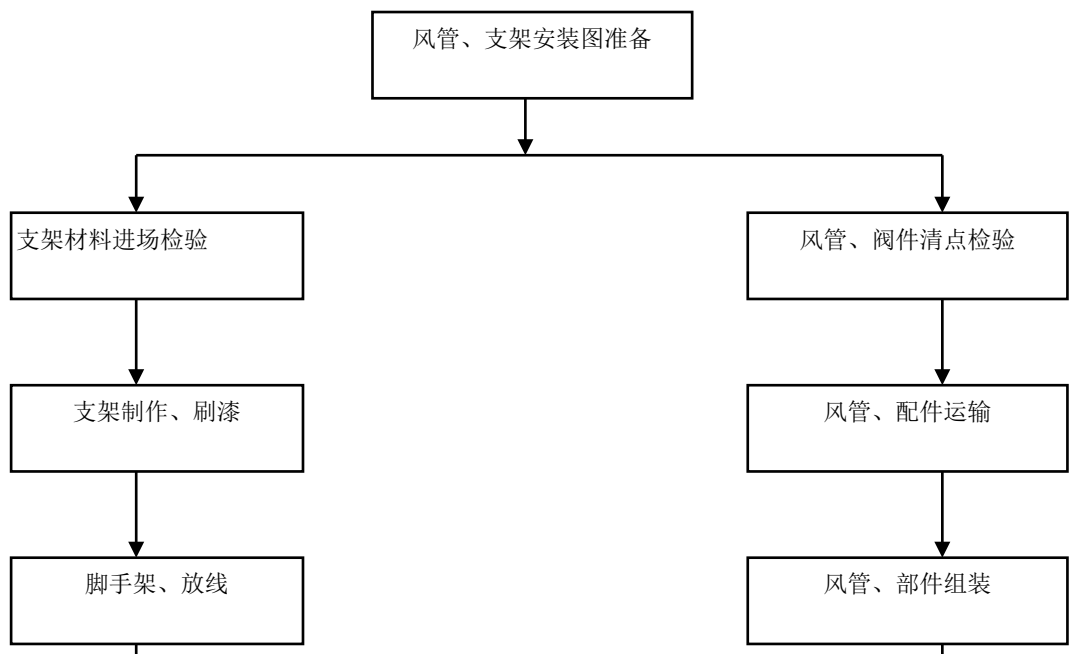 风管、支架安装图准备
支架材料进场检验
风管、阀件清点检验
支架制作、刷漆
风管、配件运输
脚手架、放线
风管、部件组装